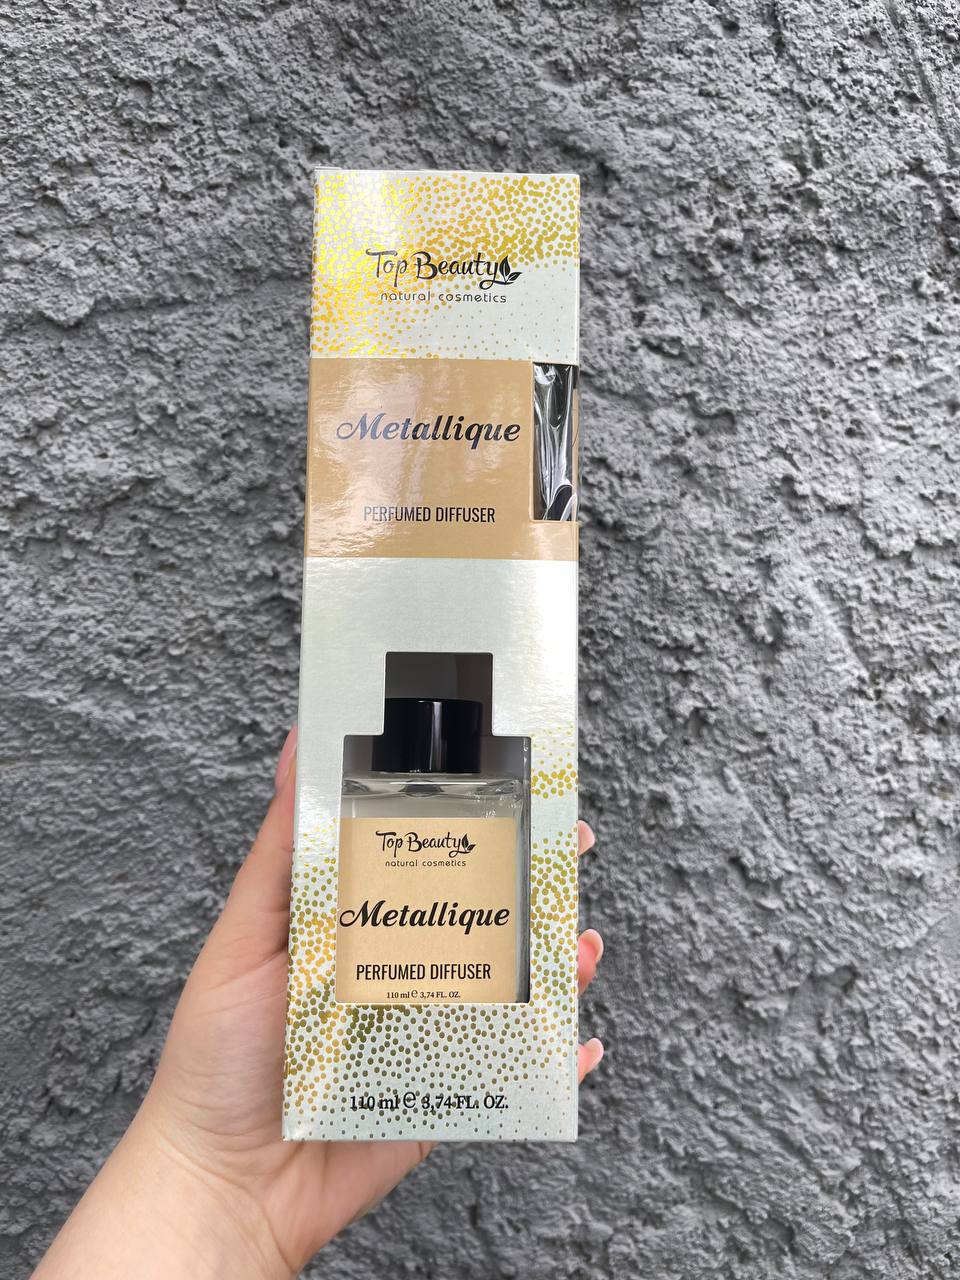 Top Beauty
natural cosmetics
Metallique
PERFUMED DIFFUSER
Top Beauty
natural cosmetics
Metallique
PERFUMED DIFFUSER
110 ml ℮ 3,74 FL. OZ.
110 ml ℮ 3,74 FL. OZ.